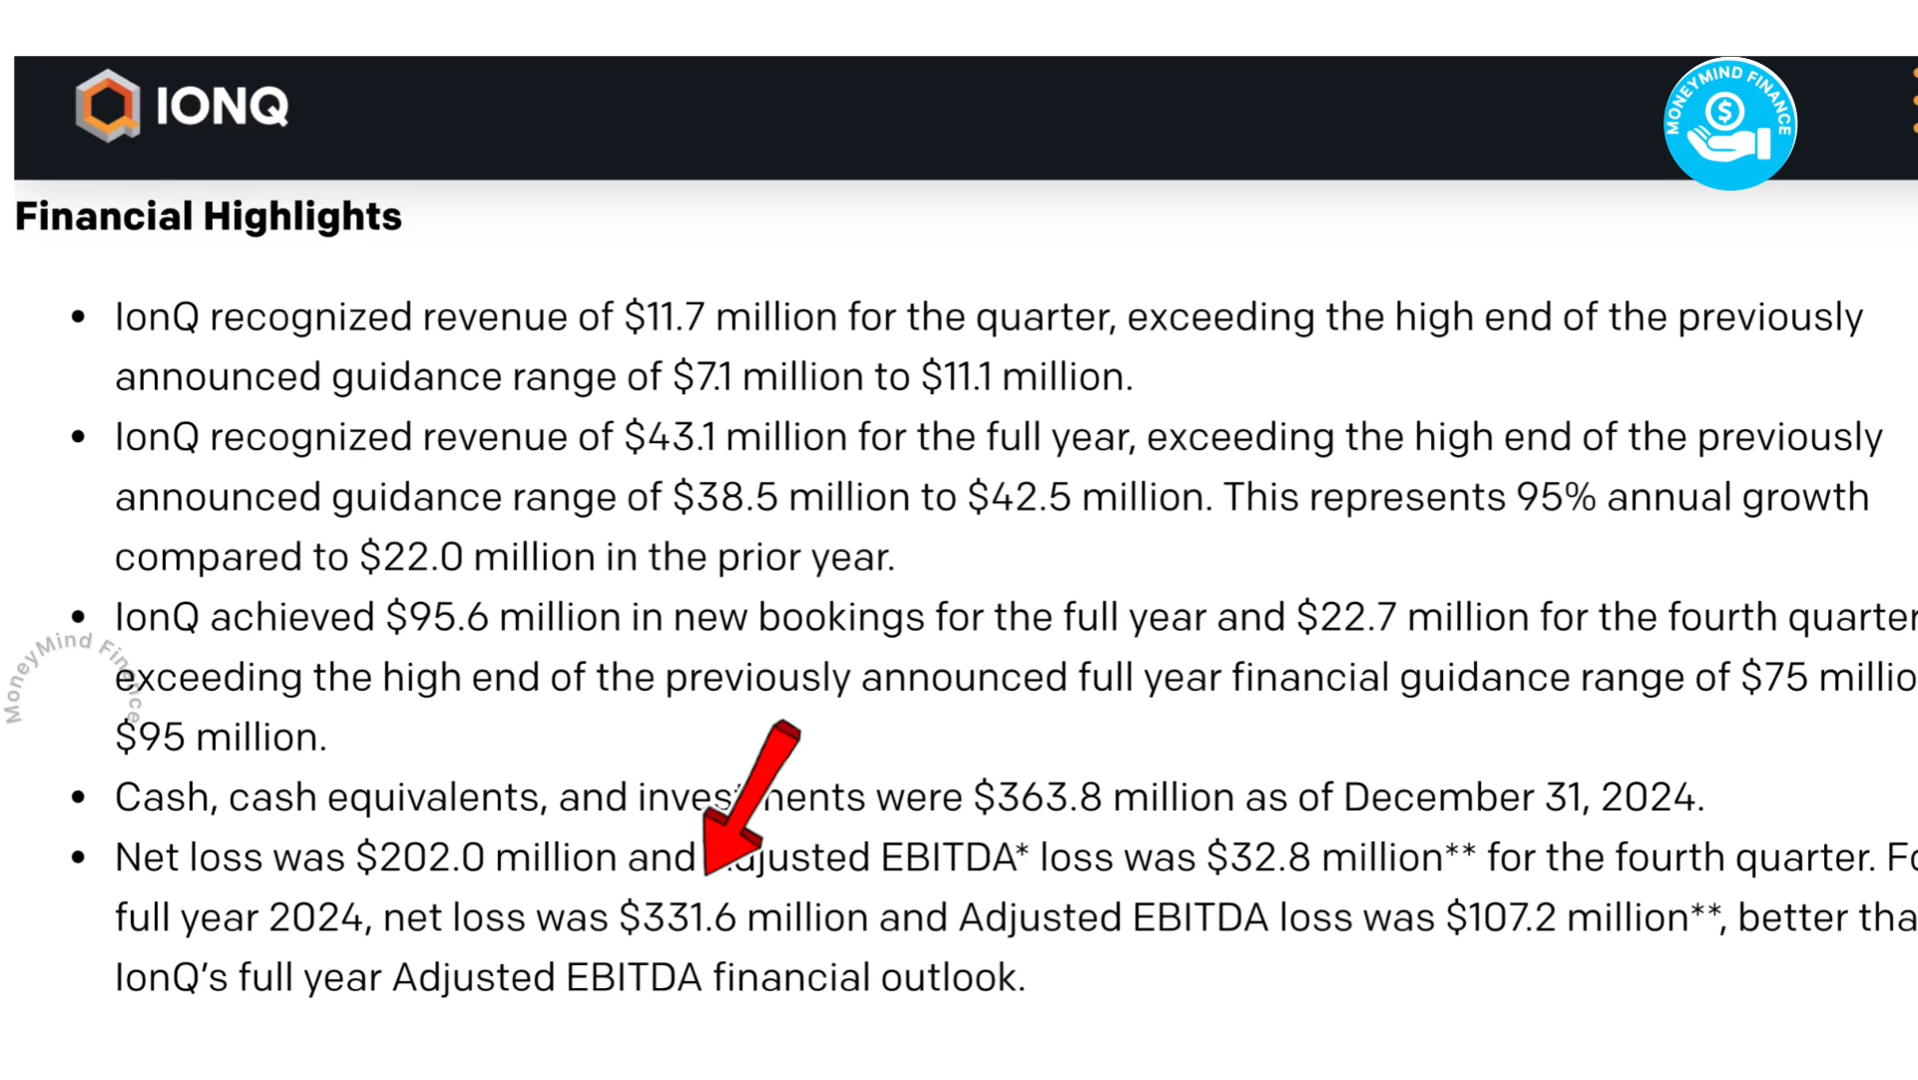 IONQ
MONEYMIND FINANCE
$
Financial Highlights
• IonQ recognized revenue of $11.7 million for the quarter, exceeding the high end of the previously
announced guidance range of $7.1 million to $11.1 million.
• IonQ recognized revenue of $43.1 million for the full year, exceeding the high end of the previously
announced guidance range of $38.5 million to $42.5 million. This represents 95% annual growth
compared to $22.0 million in the prior year.
• IonQ achieved $95.6 million in new bookings for the full year and $22.7 million for the fourth quarter
MoneyMind Finance
exceeding the high end of the previously announced full year financial guidance range of $75 millio
$95 million.
• Cash, cash equivalents, and investments were $363.8 million as of December 31, 2024.
• Net loss was $202.0 million and Adjusted EBITDA* loss was $32.8 million** for the fourth quarter. Fo
full year 2024, net loss was $331.6 million and Adjusted EBITDA loss was $107.2 million**, better tha
IonQ’s full year Adjusted EBITDA financial outlook.